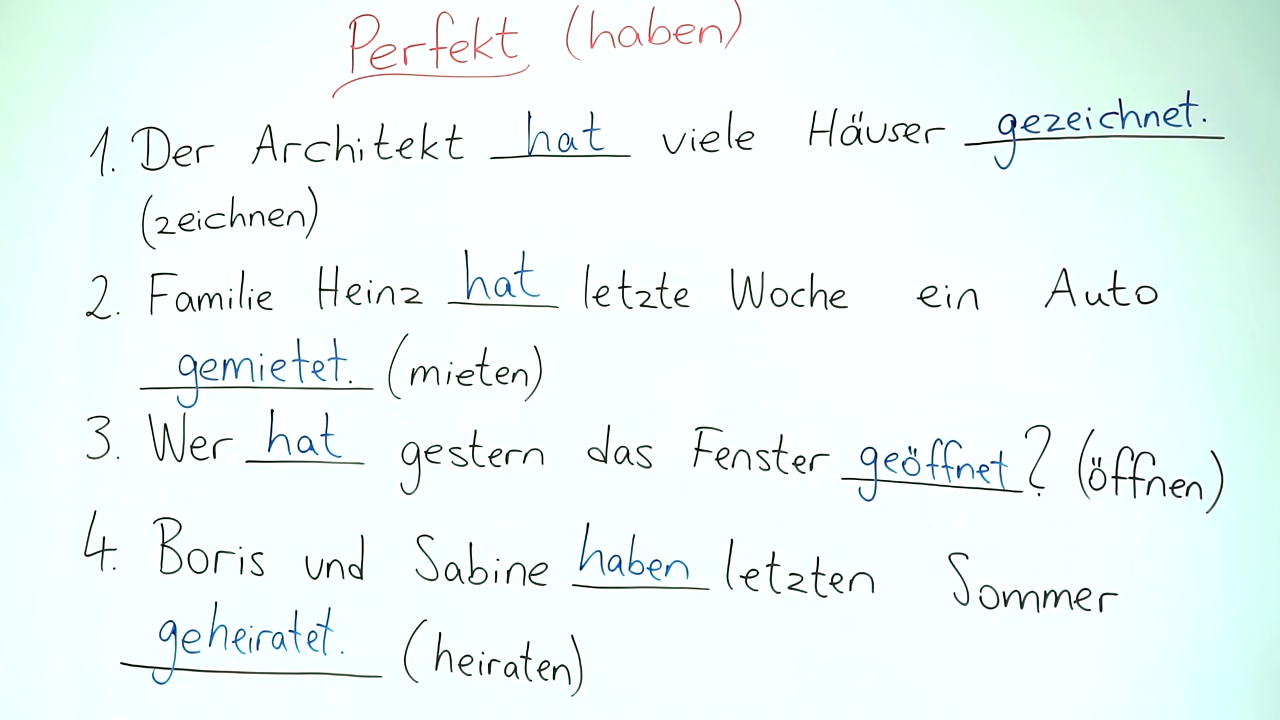 Perfekt (haben)
1. Der Architekt hat viele Häuser gezeichnet.
(zeichnen)
2. Familie Heinz hat letzte Woche ein Auto
gemietet. (mieten)
3. Wer hat gestern das Fenster geöffnet? (öffnen)
4. Boris und Sabine haben letzten Sommer
geheiratet. (heiraten)